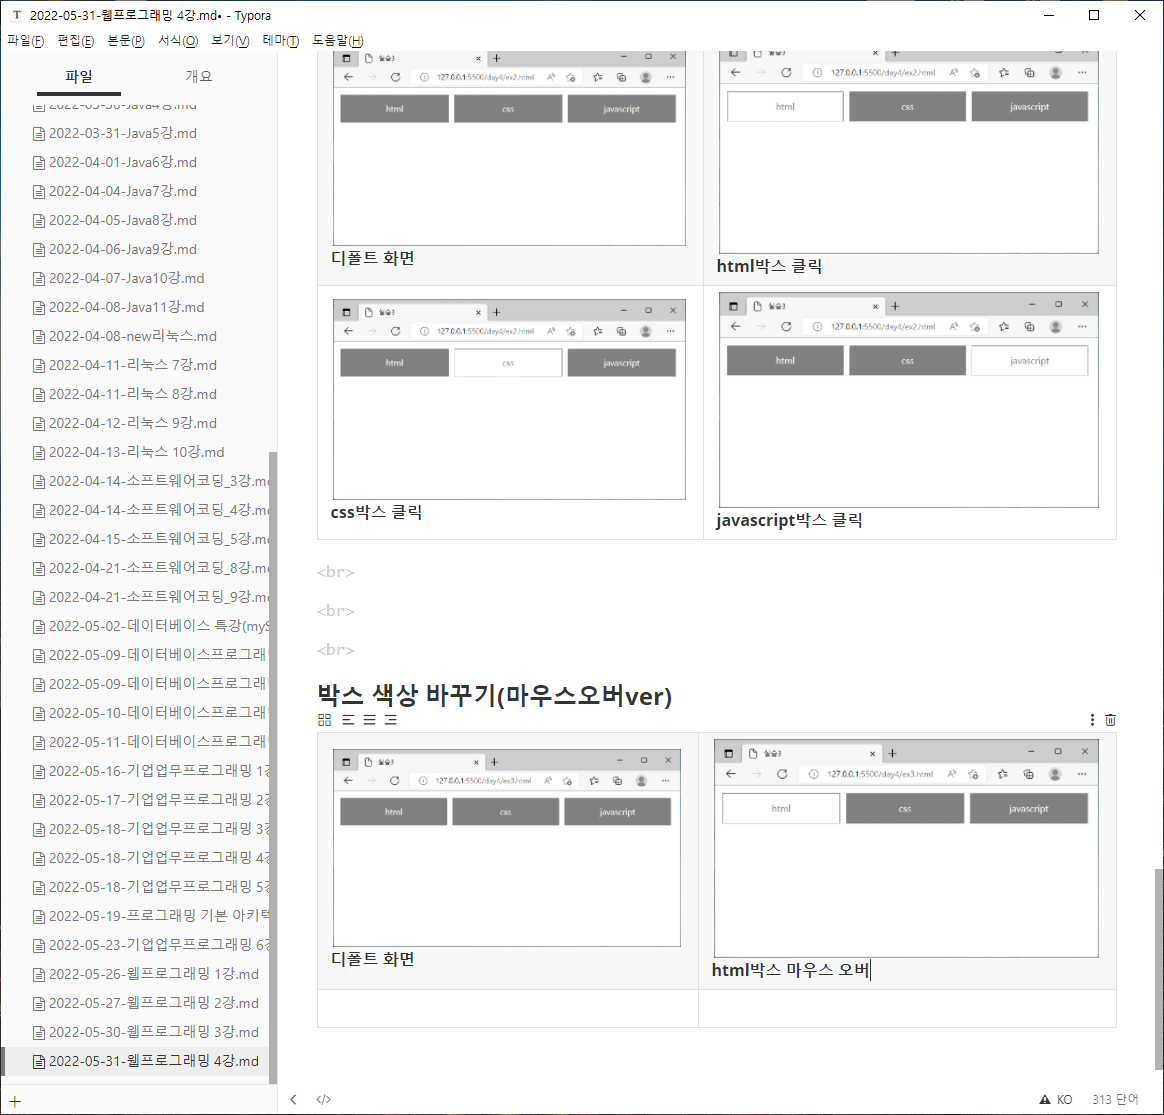 2022-05-31-웹프로그래밍 4강.md• - Typora
파일(F) 편집(E) 본문(P) 서식(O) 보기(V) 테마(T) 도움말(H)
파일 개요
2022-03-30-Java4강.md
2022-03-31-Java5강.md
2022-04-01-Java6강.md
2022-04-04-Java7강.md
2022-04-05-Java8강.md
2022-04-06-Java9강.md
2022-04-07-Java10강.md
2022-04-08-Java11강.md
2022-04-08-new리눅스.md
2022-04-11-리눅스 7강.md
2022-04-11-리눅스 8강.md
2022-04-12-리눅스 9강.md
2022-04-13-리눅스 10강.md
2022-04-14-소프트웨어코딩_3강.m
2022-04-14-소프트웨어코딩_4강.m
2022-04-15-소프트웨어코딩_5강.m
2022-04-21-소프트웨어코딩_8강.m
2022-04-21-소프트웨어코딩_9강.m
2022-05-02-데이터베이스 특강(my
2022-05-09-데이터베이스프로그래
2022-05-09-데이터베이스프로그래
2022-05-10-데이터베이스프로그래
2022-05-11-데이터베이스프로그래
2022-05-16-기업업무프로그래밍 1
2022-05-17-기업업무프로그래밍 2
2022-05-18-기업업무프로그래밍 3
2022-05-18-기업업무프로그래밍 4
2022-05-18-기업업무프로그래밍 5
2022-05-19-프로그래밍 기본 아키
2022-05-23-기업업무프로그래밍 6
2022-05-26-웹프로그래밍 1강.md
2022-05-27-웹프로그래밍 2강.md
2022-05-30-웹프로그래밍 3강.md
2022-05-31-웹프로그래밍 4강.md
실습3
127.0.0.1:5500/day4/ex2.html
html css javascript
디폴트 화면
127.0.0.1:5500/day4/ex2.html
html css javascript
html박스 클릭
실습3
127.0.0.1:5500/day4/ex2.html
html css javascript
css박스 클릭
실습3
127.0.0.1:5500/day4/ex2.html
html css javascript
javascript박스 클릭
<br>
<br>
<br>
박스 색상 바꾸기(마우스오버ver)
실습3
127.0.0.1:5500/day4/ex3.html
html css javascript
디폴트 화면
실습3
127.0.0.1:5500/day4/ex3.html
html css javascript
html박스 마우스 오버
KO 313 단어